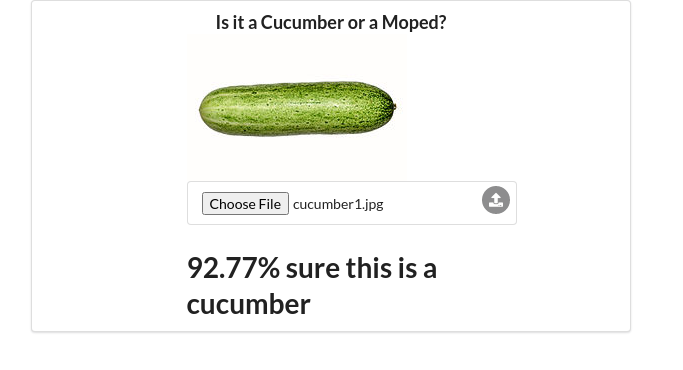 Is it a Cucumber or a Moped?
Choose File cucumber1.jpg
92.77% sure this is a
cucumber